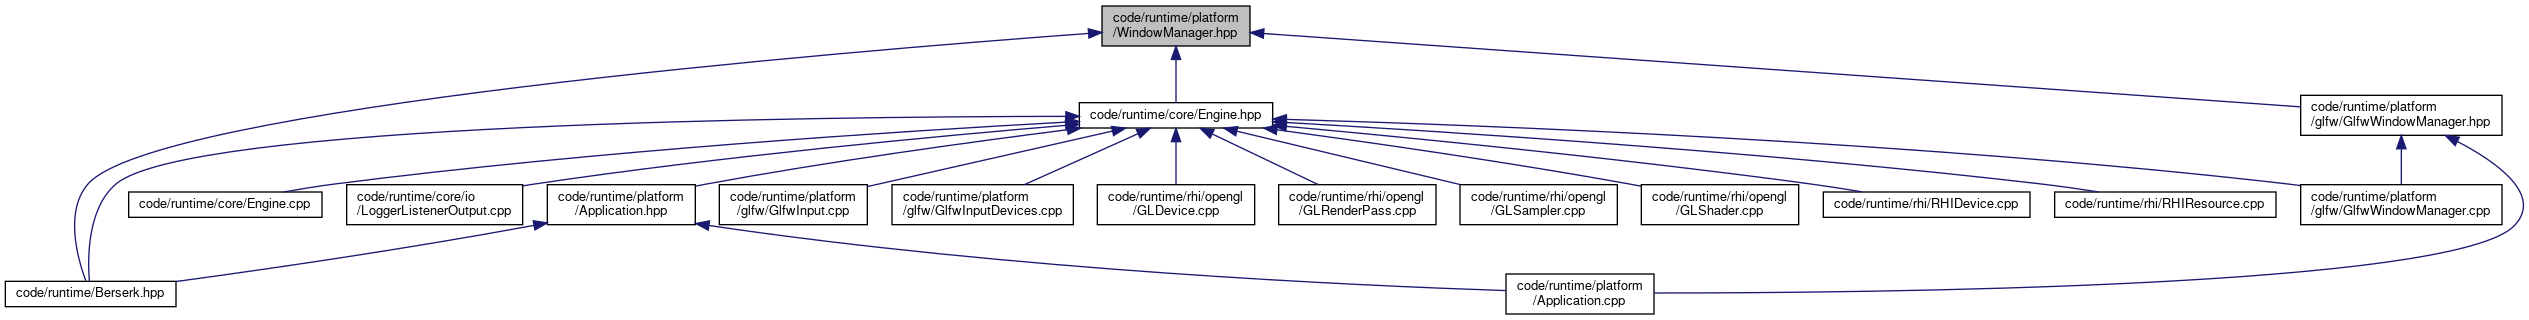 code/runtime/platform
/WindowManager.hpp
code/runtime/core/Engine.hpp
code/runtime/platform
/glfw/GlfwWindowManager.hpp
code/runtime/core/Engine.cpp
code/runtime/core/io
/LoggerListenerOutput.cpp
code/runtime/platform
/Application.hpp
code/runtime/platform
/glfw/GlfwInput.cpp
code/runtime/platform
/glfw/GlfwInputDevices.cpp
code/runtime/rhi/opengl
/GLDevice.cpp
code/runtime/rhi/opengl
/GLRenderPass.cpp
code/runtime/rhi/opengl
/GLSampler.cpp
code/runtime/rhi/opengl
/GLShader.cpp
code/runtime/rhi/RHIDevice.cpp
code/runtime/rhi/RHIResource.cpp
code/runtime/platform
/glfw/GlfwWindowManager.cpp
code/runtime/Berserk.hpp
code/runtime/platform
/Application.cpp